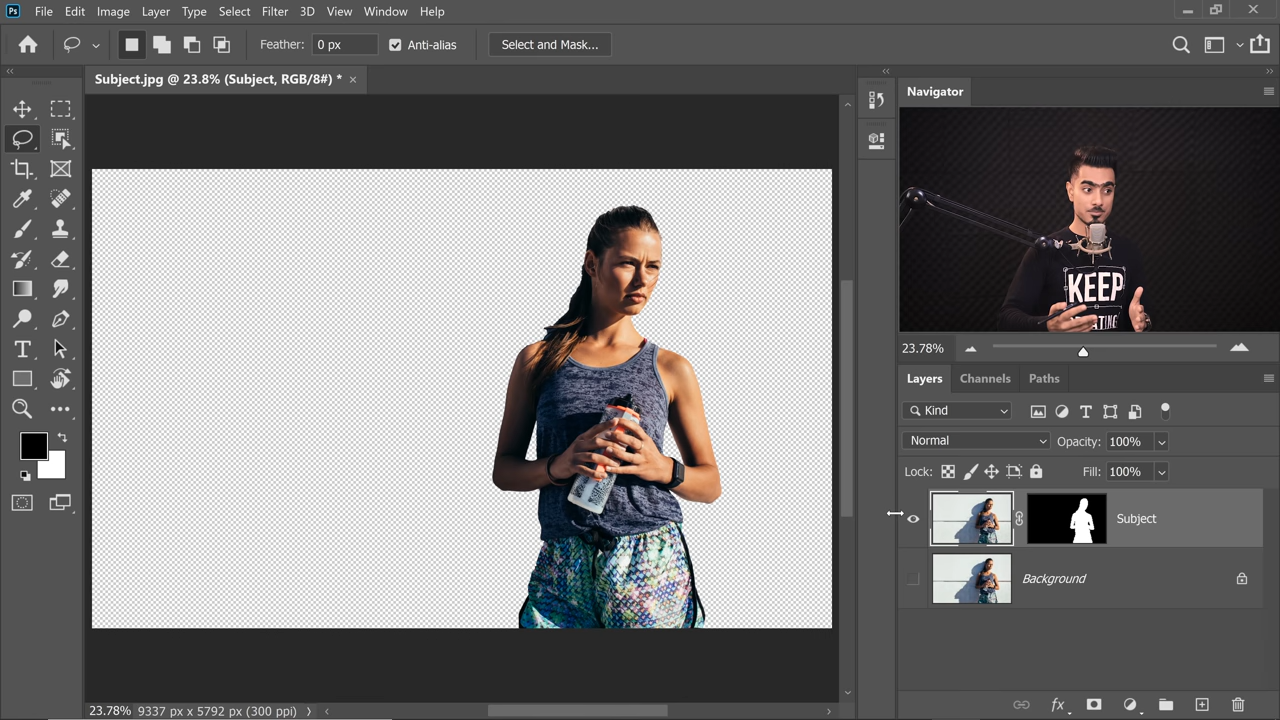 Ps File Edit Image Layer Type Select Filter 3D View Window Help
Feather: 0 px Anti-alias Select and Mask...
Subject.jpg @ 23.8% (Subject, RGB/8#) * ×
Navigator
KEEP
23.78%
Layers Channels Paths
Kind
Normal Opacity: 100%
Lock: Fill: 100%
Subject
Background
23.78% 9337 px x 5792 px (300 ppi)